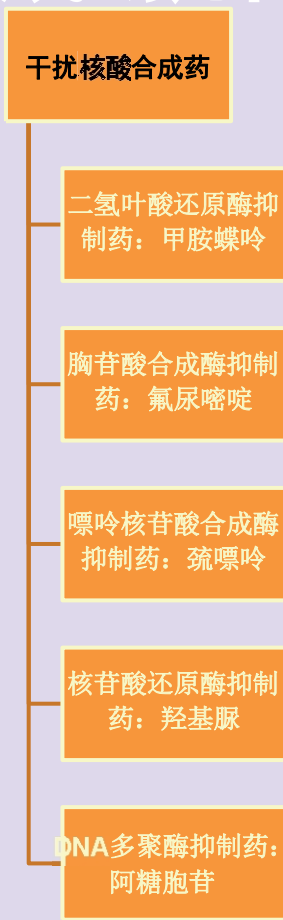 干扰核酸合成药
二氢叶酸还原酶抑
制药：甲胺蝶呤
胸苷酸合成酶抑制
药：氟尿嘧啶
嘌呤核苷酸合成酶
抑制药：巯嘌呤
核苷酸还原酶抑制
药：羟基脲
DNA多聚酶抑制药：
阿糖胞苷